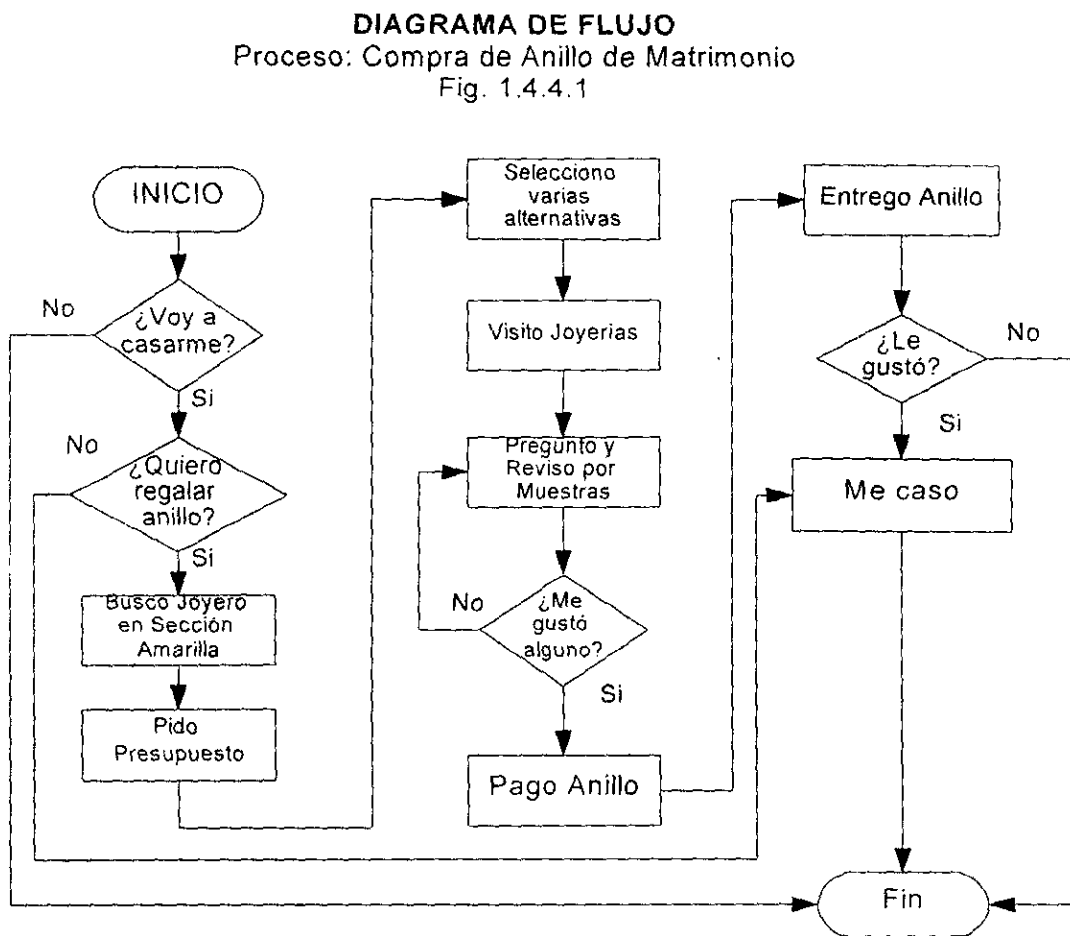 DIAGRAMA DE FLUJO
Proceso: Compra de Anillo de Matrimonio
Fig. 1.4.4.1
INICIO
No
¿Voy a
casarme?
Si
No
¿Quiero
regalar
anillo?
Si
Busco Joyero
en Sección
Amarilla
Pido
Presupuesto
Selecciono
varias
alternativas
Visito Joyerias
Pregunto y
Reviso por
Muestras
No
¿Me
gustó
alguno?
Si
Pago Anillo
Entrego Anillo
¿Le
gustó?
No
Si
Me caso
Fin